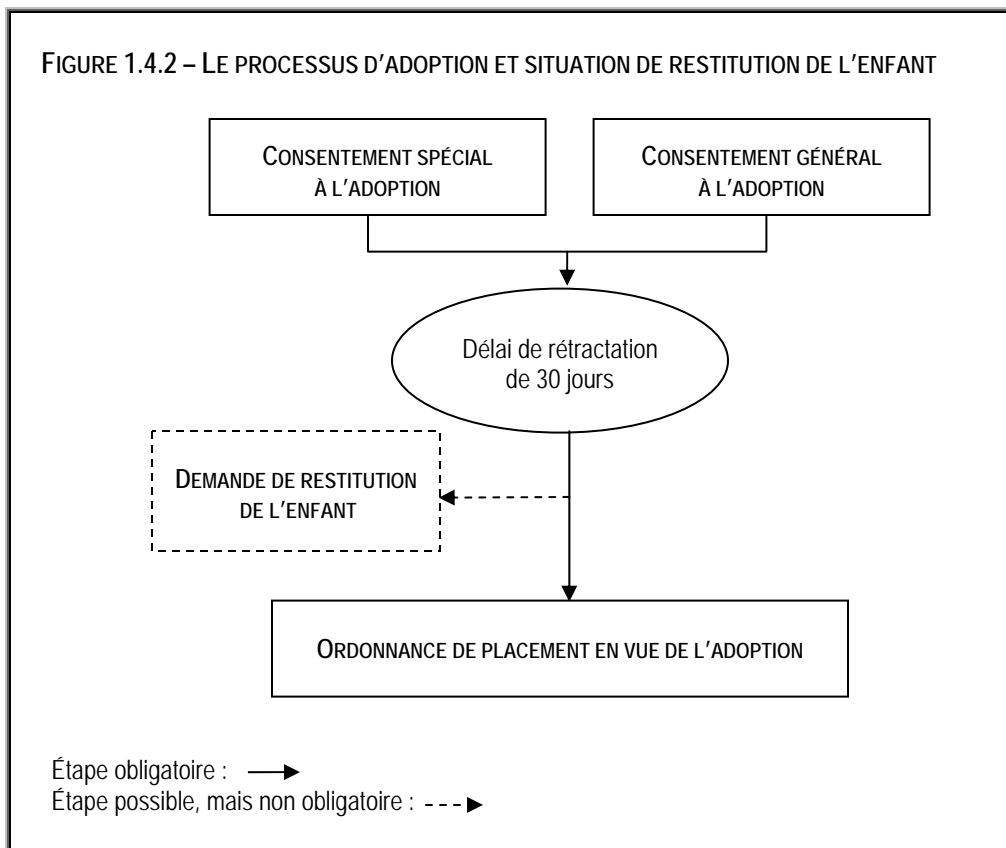 FIGURE 1.4.2 – LE PROCESSUS D'ADOPTION ET SITUATION DE RESTITUTION DE L'ENFANT
CONSENTEMENT SPÉCIAL
À L'ADOPTION
CONSENTEMENT GÉNÉRAL
À L'ADOPTION
Délai de rétractation
de 30 jours
DEMANDE DE RESTITUTION
DE L'ENFANT
ORDONNANCE DE PLACEMENT EN VUE DE L'ADOPTION
Étape obligatoire :
Étape possible, mais non obligatoire :